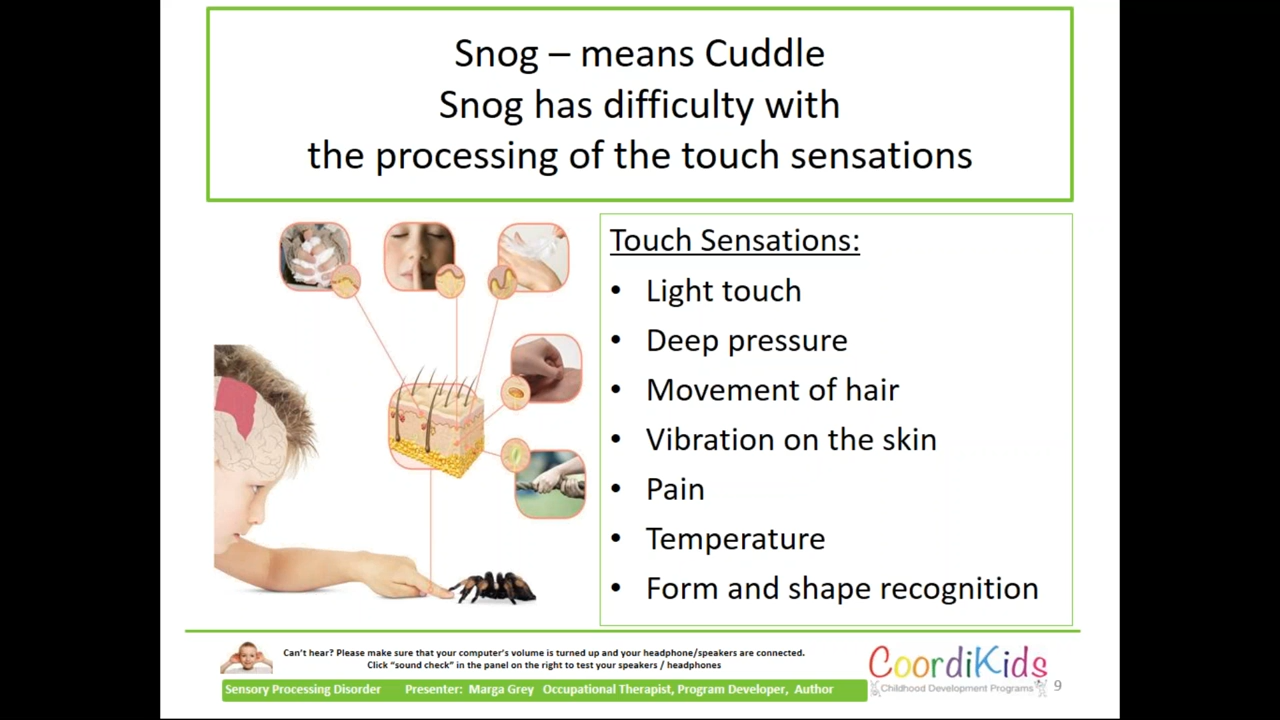 Snog – means Cuddle
Snog has difficulty with
the processing of the touch sensations
Touch Sensations:
• Light touch
• Deep pressure
• Movement of hair
• Vibration on the skin
• Pain
• Temperature
• Form and shape recognition
Can't hear? Please make sure that your computer's volume is turned up and your headphone/speakers are connected.
Click “sound check” in the panel on the right to test your speakers / headphones
Sensory Processing Disorder Presenter: Marga Grey Occupational Therapist, Program Developer, Author
CoordiKids
Childhood Development Programs
9